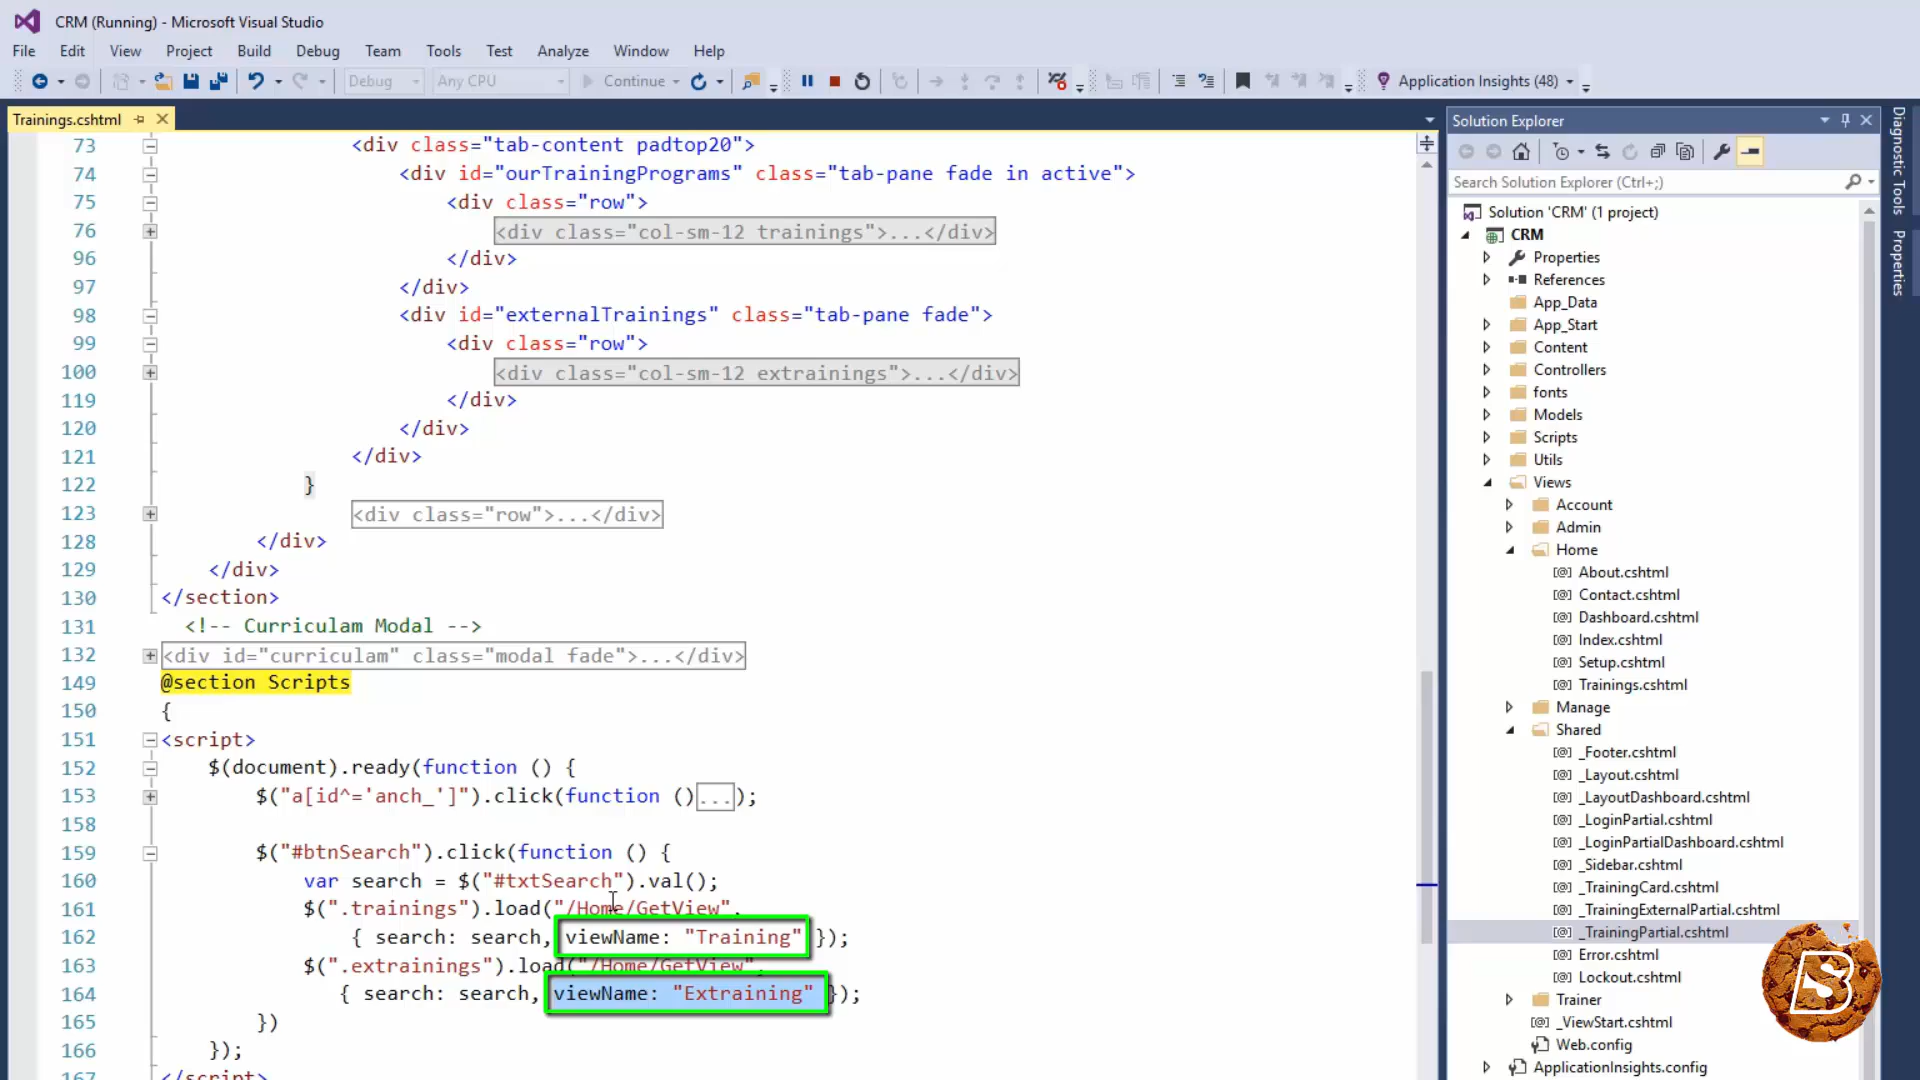 CRM (Running) - Microsoft Visual Studio
File Edit View Project Build Debug Team Tools Test Analyze Window Help
Debug Any CPU Continue Application Insights (48)
Trainings.cshtml
73 <div class="tab-content padtop20">
74 <div id="ourTrainingPrograms" class="tab-pane fade in active">
75 <div class="row">
76 <div class="col-sm-12 trainings">...</div>
96 </div>
97 </div>
98 <div id="externalTrainings" class="tab-pane fade">
99 <div class="row">
100 <div class="col-sm-12 extrainings">...</div>
119 </div>
120 </div>
121 </div>
122 }
123 <div class="row">...</div>
128 </div>
129 </div>
130 </section>
131 <!-- Curriculam Modal -->
132 <div id="curriculam" class="modal fade">...</div>
149 @section Scripts
150 {
151 <script>
152 $(document).ready(function () {
153 $("a[id^='anch_']").click(function ()...);
158
159 $("#btnSearch").click(function () {
160 var search = $("#txtSearch").val();
161 $(".trainings").load("/Home/GetView",
162 { search: search, viewName: "Training" });
163 $(".extrainings").load("/Home/GetView",
164 { search: search, viewName: "Extraining" });
165 })
166 });
167 </script>
Solution Explorer
Search Solution Explorer (Ctrl+;)
Solution 'CRM' (1 project)
CRM
Properties
References
App_Data
App_Start
Content
Controllers
fonts
Models
Scripts
Utils
Views
Account
Admin
Home
About.cshtml
Contact.cshtml
Dashboard.cshtml
Index.cshtml
Setup.cshtml
Trainings.cshtml
Manage
Shared
_Footer.cshtml
_Layout.cshtml
_LayoutDashboard.cshtml
_LoginPartial.cshtml
_LoginPartialDashboard.cshtml
_Sidebar.cshtml
_TrainingCard.cshtml
_TrainingExternalPartial.cshtml
_TrainingPartial.cshtml
Error.cshtml
Lockout.cshtml
Trainer
_ViewStart.cshtml
Web.config
ApplicationInsights.config
Diagnostic Tools
Properties